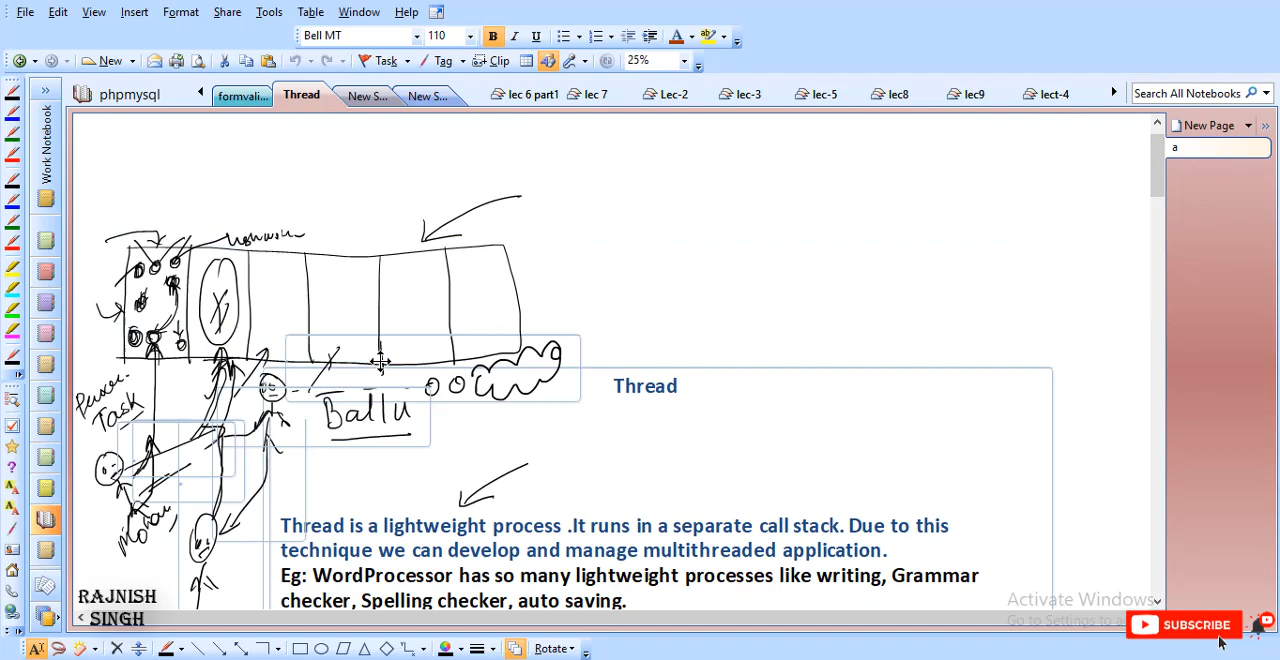 File Edit View Insert Format Share Tools Table Window Help
Bell MT 110 B I U
New Task Tag Clip 25%
phpmysql formvali... Thread New S... New S... lec 6 part1 lec 7 Lec-2 lec-3 lec-5 lec8 lec9 lect-4 Search All Notebooks
Work Notebook
New Page
a
Thread
Task
Ballu
Thread is a lightweight process .It runs in a separate call stack. Due to this
technique we can develop and manage multithreaded application.
Eg: WordProcessor has so many lightweight processes like writing, Grammar
checker, Spelling checker, auto saving.
RAJNISH
SINGH
Activate Windows
Go to Settings to a
SUBSCRIBE
Rotate